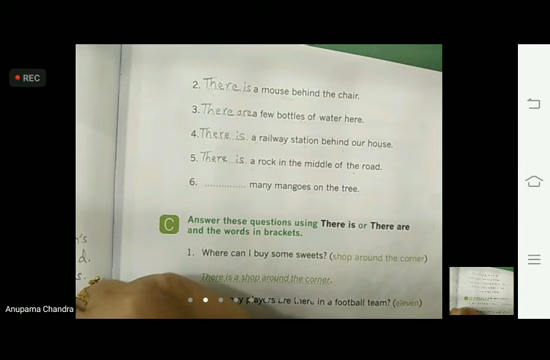 REC
2. There is a mouse behind the chair.
3. There are a few bottles of water here.
4. There is a railway station behind our house.
5. There is a rock in the middle of the road.
6. .............. many mangoes on the tree.
's
d.
s.
C Answer these questions using There is or There are
and the words in brackets.
1. Where can I buy some sweets? (shop around the corner)
There is a shop around the corner.
players are there in a football team? (eleven)
Anupama Chandra